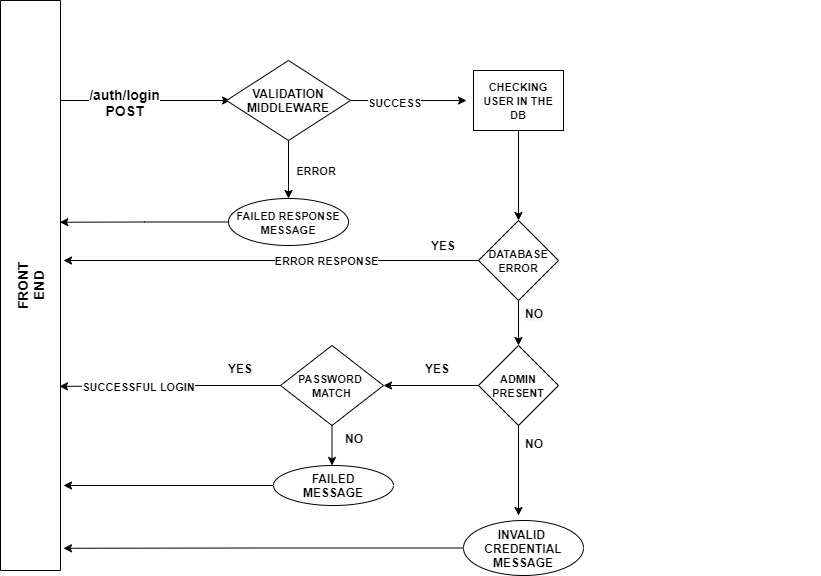 /auth/login
POST
VALIDATION
MIDDLEWARE
SUCCESS
CHECKING
USER IN THE
DB
ERROR
FAILED RESPONSE
MESSAGE
YES
DATABASE
ERROR
ERROR RESPONSE
FRONT
END
NO
YES
YES
PASSWORD
MATCH
ADMIN
PRESENT
SUCCESSFUL LOGIN
NO
NO
FAILED
MESSAGE
INVALID
CREDENTIAL
MESSAGE